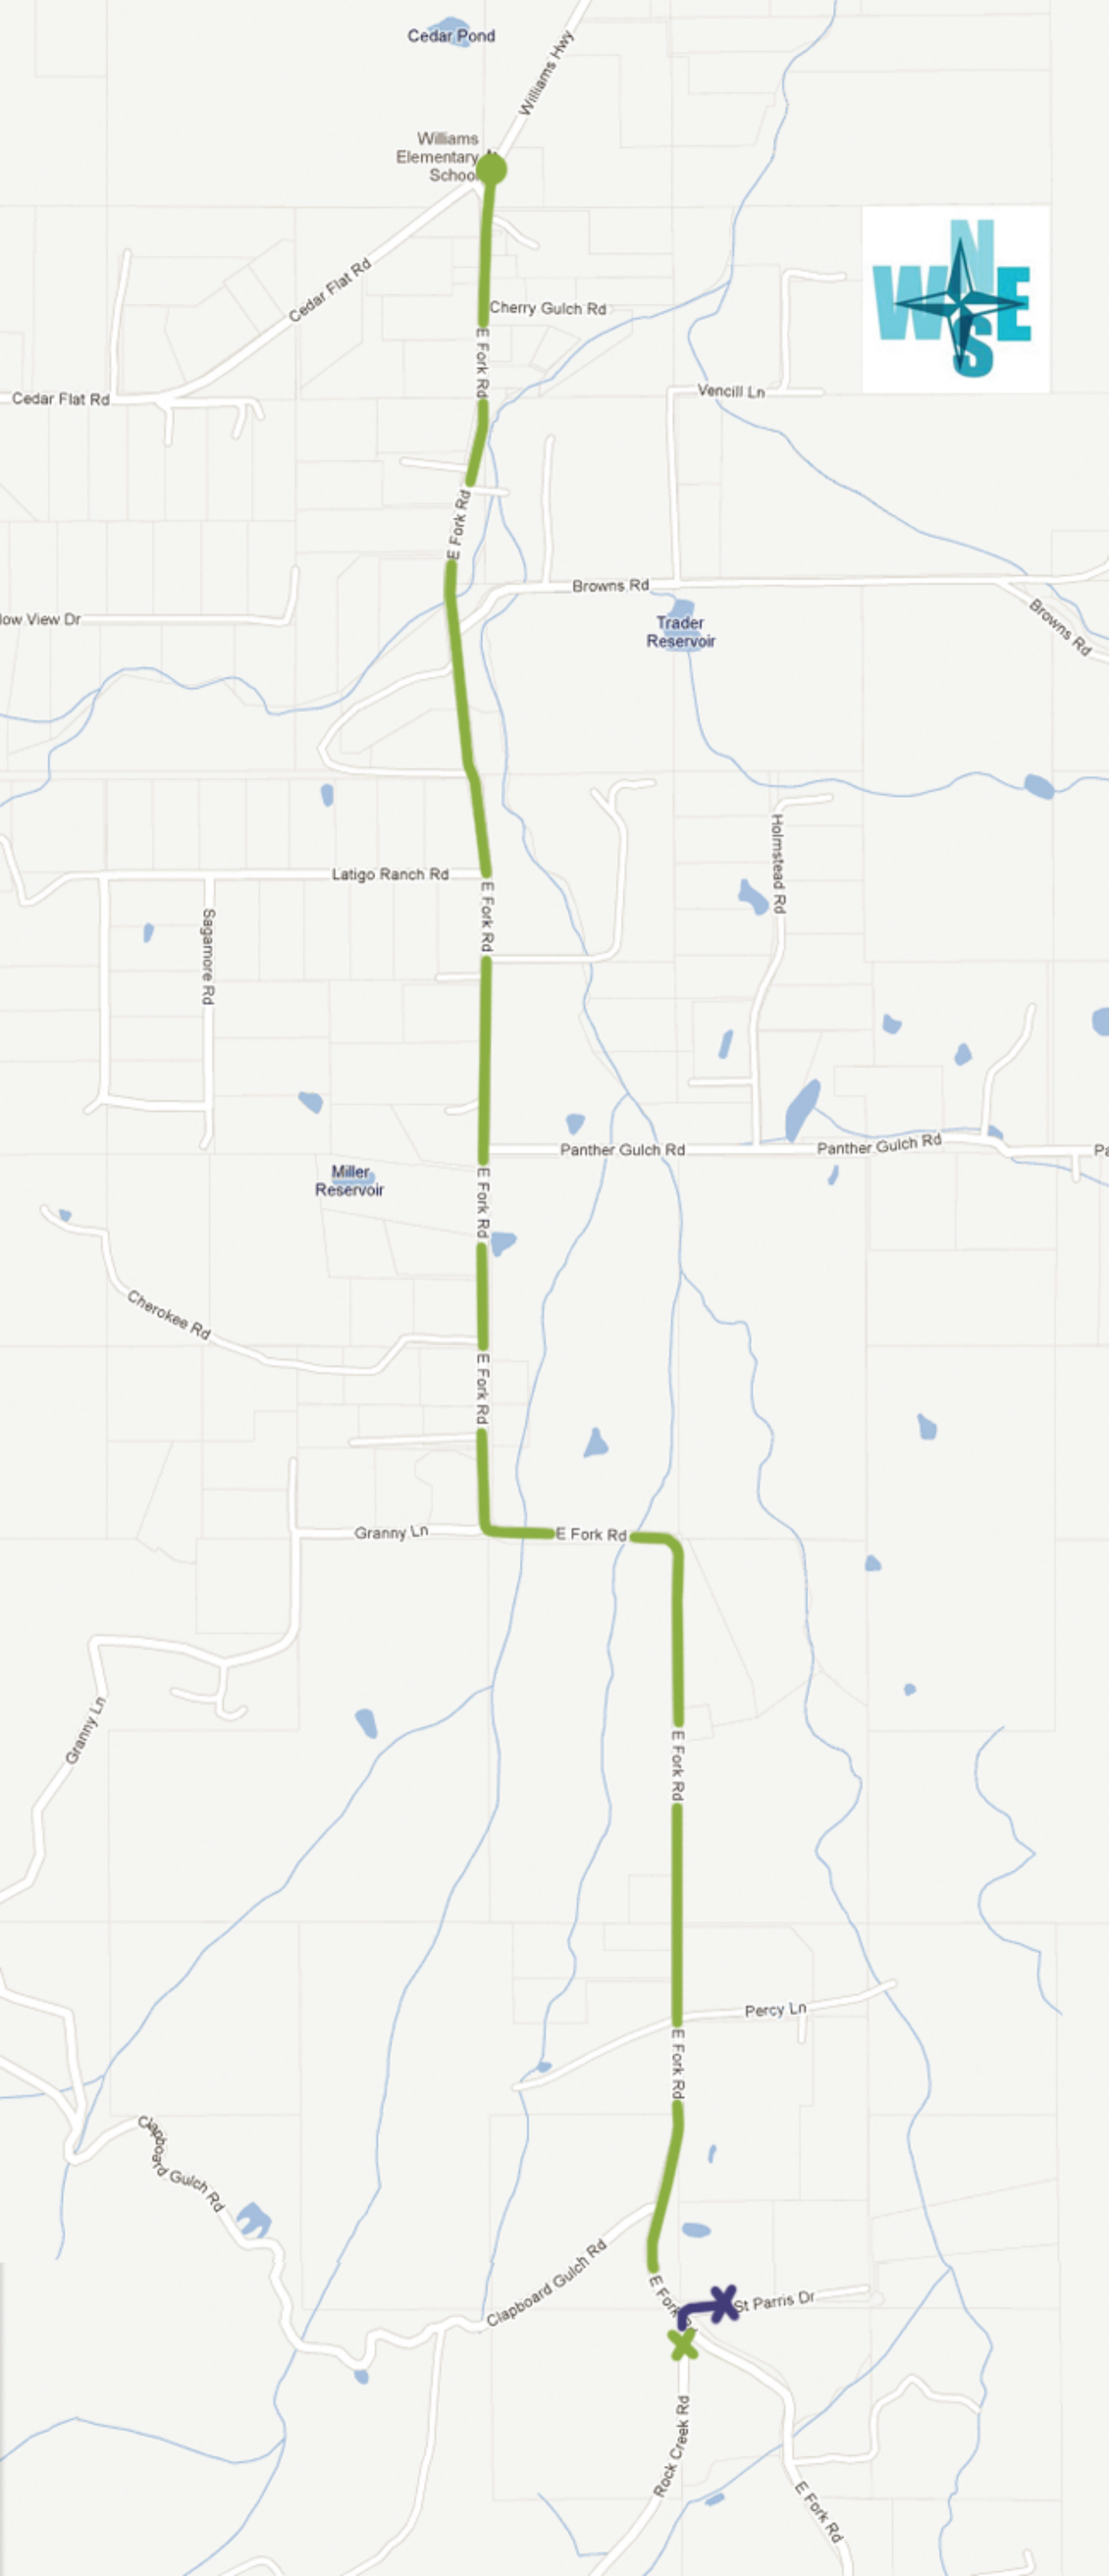 Cedar Pond
Williams Hwy
Williams
Elementary
School
N
W E
S
Cedar Flat Rd
Cherry Gulch Rd
E Fork Rd
Vencill Ln
Cedar Flat Rd
E Fork Rd
Browns Rd
Browns Rd
low View Dr
Trader
Reservoir
Holmstead Rd
Latigo Ranch Rd
E Fork Rd
Sagamore Rd
Panther Gulch Rd
Panther Gulch Rd
Pa
Miller
Reservoir
E Fork Rd
Cherokee Rd
E Fork Rd
Granny Ln
E Fork Rd
Granny Ln
E Fork Rd
Percy Ln
E Fork Rd
Clapboard Gulch Rd
Clapboard Gulch Rd
E Fork
St Parris Dr
Rock Creek Rd
E Fork Rd